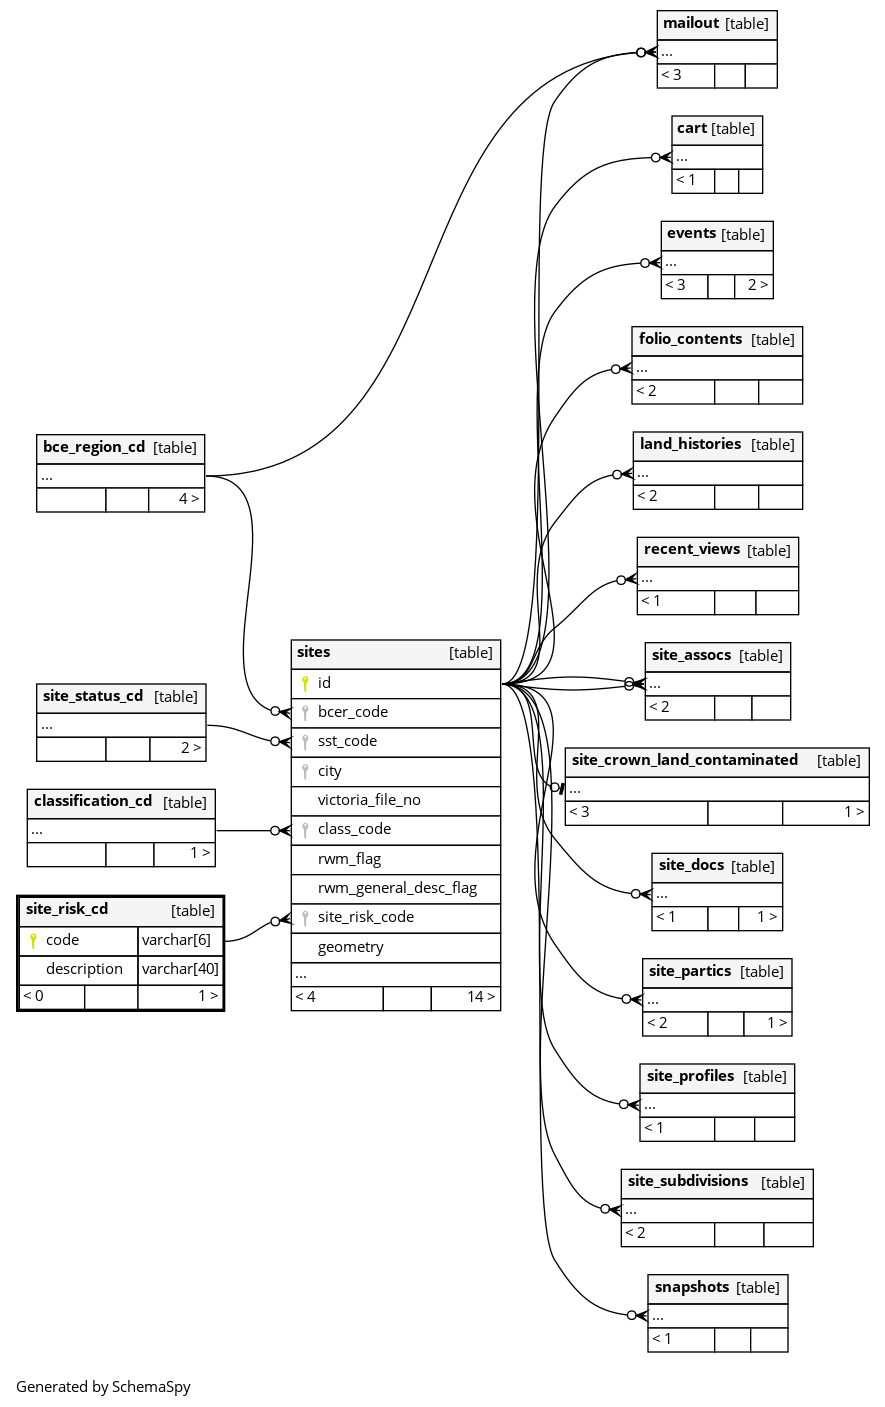 mailout [table]
...
< 3
cart [table]
...
< 1
events [table]
...
< 3 2 >
folio_contents [table]
...
< 2
land_histories [table]
...
< 2
bce_region_cd [table]
...
4 >
recent_views [table]
...
< 1
sites [table]
id
bcer_code
sst_code
city
victoria_file_no
class_code
rwm_flag
rwm_general_desc_flag
site_risk_code
geometry
...
< 4 14 >
site_assocs [table]
...
< 2
site_status_cd [table]
...
2 >
site_crown_land_contaminated [table]
...
< 3 1 >
classification_cd [table]
...
1 >
site_docs [table]
...
< 1 1 >
site_risk_cd [table]
code varchar[6]
description varchar[40]
< 0 1 >
site_partics [table]
...
< 2 1 >
site_profiles [table]
...
< 1
site_subdivisions [table]
...
< 2
snapshots [table]
...
< 1
Generated by SchemaSpy